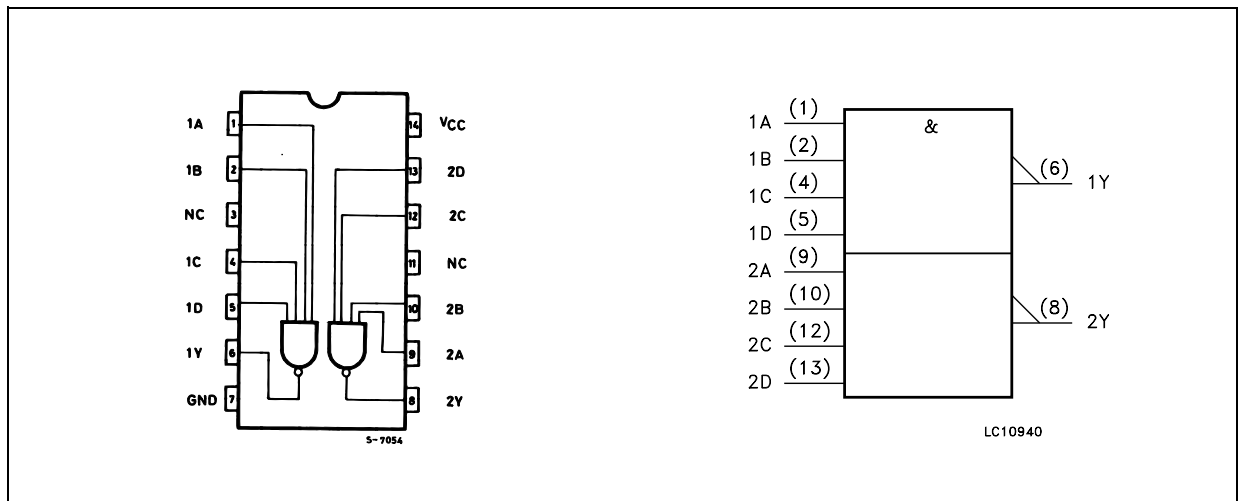 1A 1 14 VCC
1B 2 13 2D
NC 3 12 2C
1C 4 11 NC
1D 5 10 2B
1Y 6 9 2A
GND 7 8 2Y
S-7054
&
1A (1)
1B (2)
1C (4)
1D (5)
2A (9)
2B (10)
2C (12)
2D (13)
(6) 1Y
(8) 2Y
LC10940